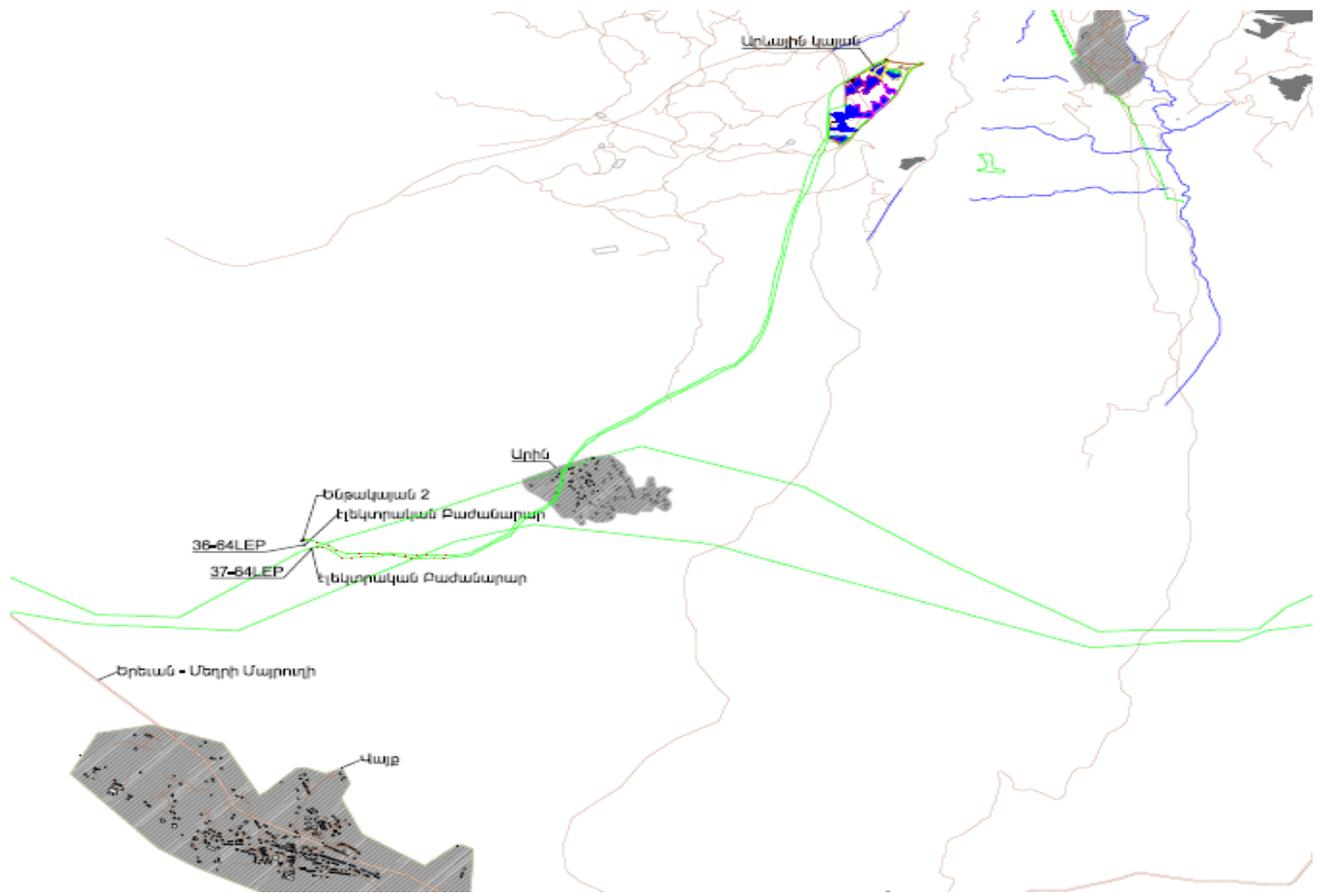 Արևային կայան
Արին
Ենթակայան 2
Էլեկտրական Բաժանարար
36-64LEP
37-64LEP
Էլեկտրական Բաժանարար
Երեւան - Մեղրի Մայրուղի
Վայք